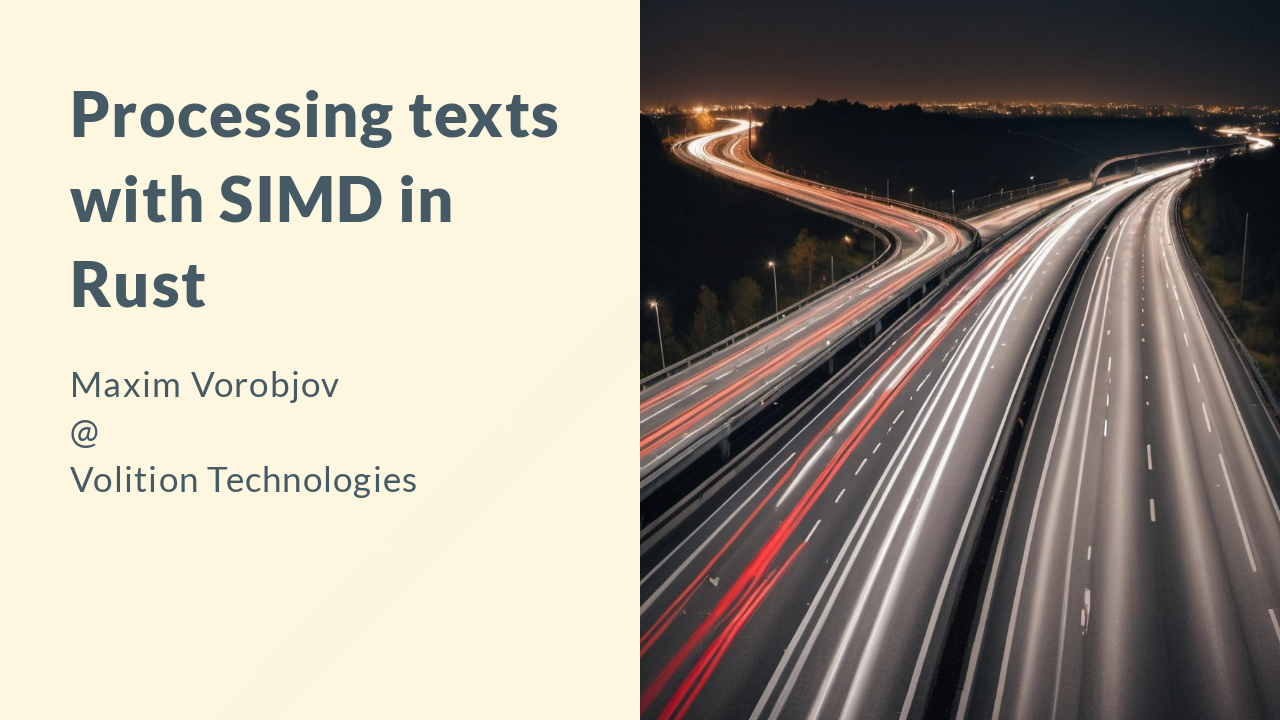 Processing texts
with SIMD in
Rust
Maxim Vorobjov
@
Volition Technologies